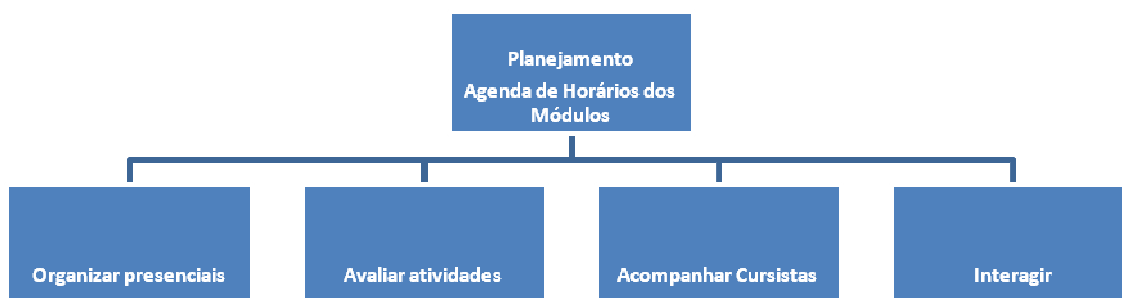 Planejamento
Agenda de Horários dos
Módulos
Organizar presenciais
Avaliar atividades
Acompanhar Cursistas
Interagir